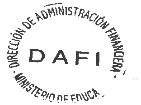 DIRECCIÓN DE ADMINISTRACIÓN FINANCIERA
DAFI
MINISTERIO DE EDUCA